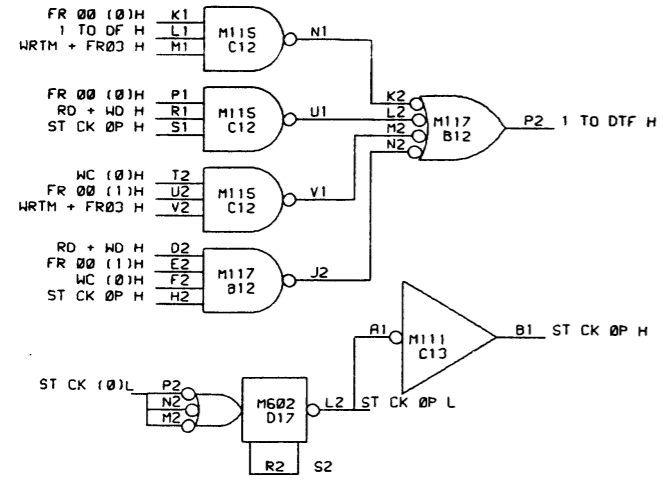 FR 00 (0)H K1
1 TO DF H L1
WRTM + FR03 H M1
M115
C12
N1
FR 00 (0)H P1
RD + WD H R1
ST CK 0P H S1
M115
C12
U1
K2
L2
M2
N2
M117
B12
P2 1 TO DTF H
WC (0)H T2
FR 00 (1)H U2
WRTM + FR03 H V2
M115
C12
V1
RD + WD H D2
FR 00 (1)H E2
WC (0)H F2
ST CK 0P H H2
M117
B12
J2
A1
M111
C13
B1 ST CK 0P H
ST CK (0)L P2
N2
M2
M602
D17
L2 ST CK 0P L
R2 S2